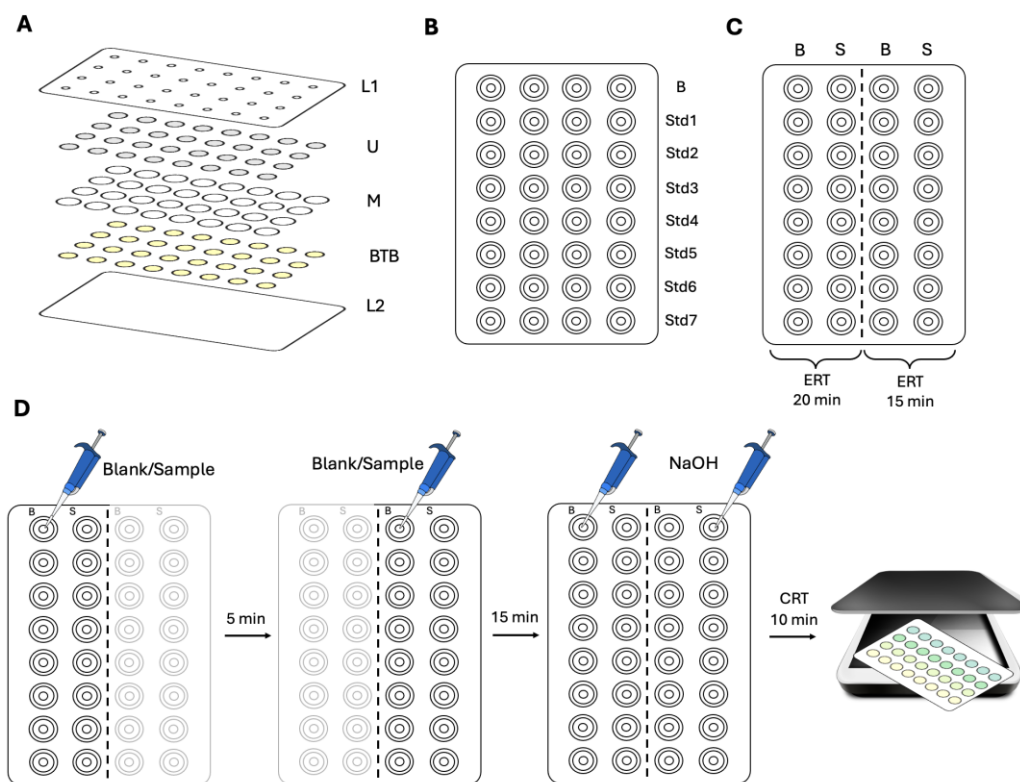 A
L1
U
M
BTB
L2
B
B
Std1
Std2
Std3
Std4
Std5
Std6
Std7
C
B S B S
ERT
20 min
ERT
15 min
D
Blank/Sample
B S B S
5 min
Blank/Sample
B S B S
15 min
NaOH
B S B S
CRT
10 min